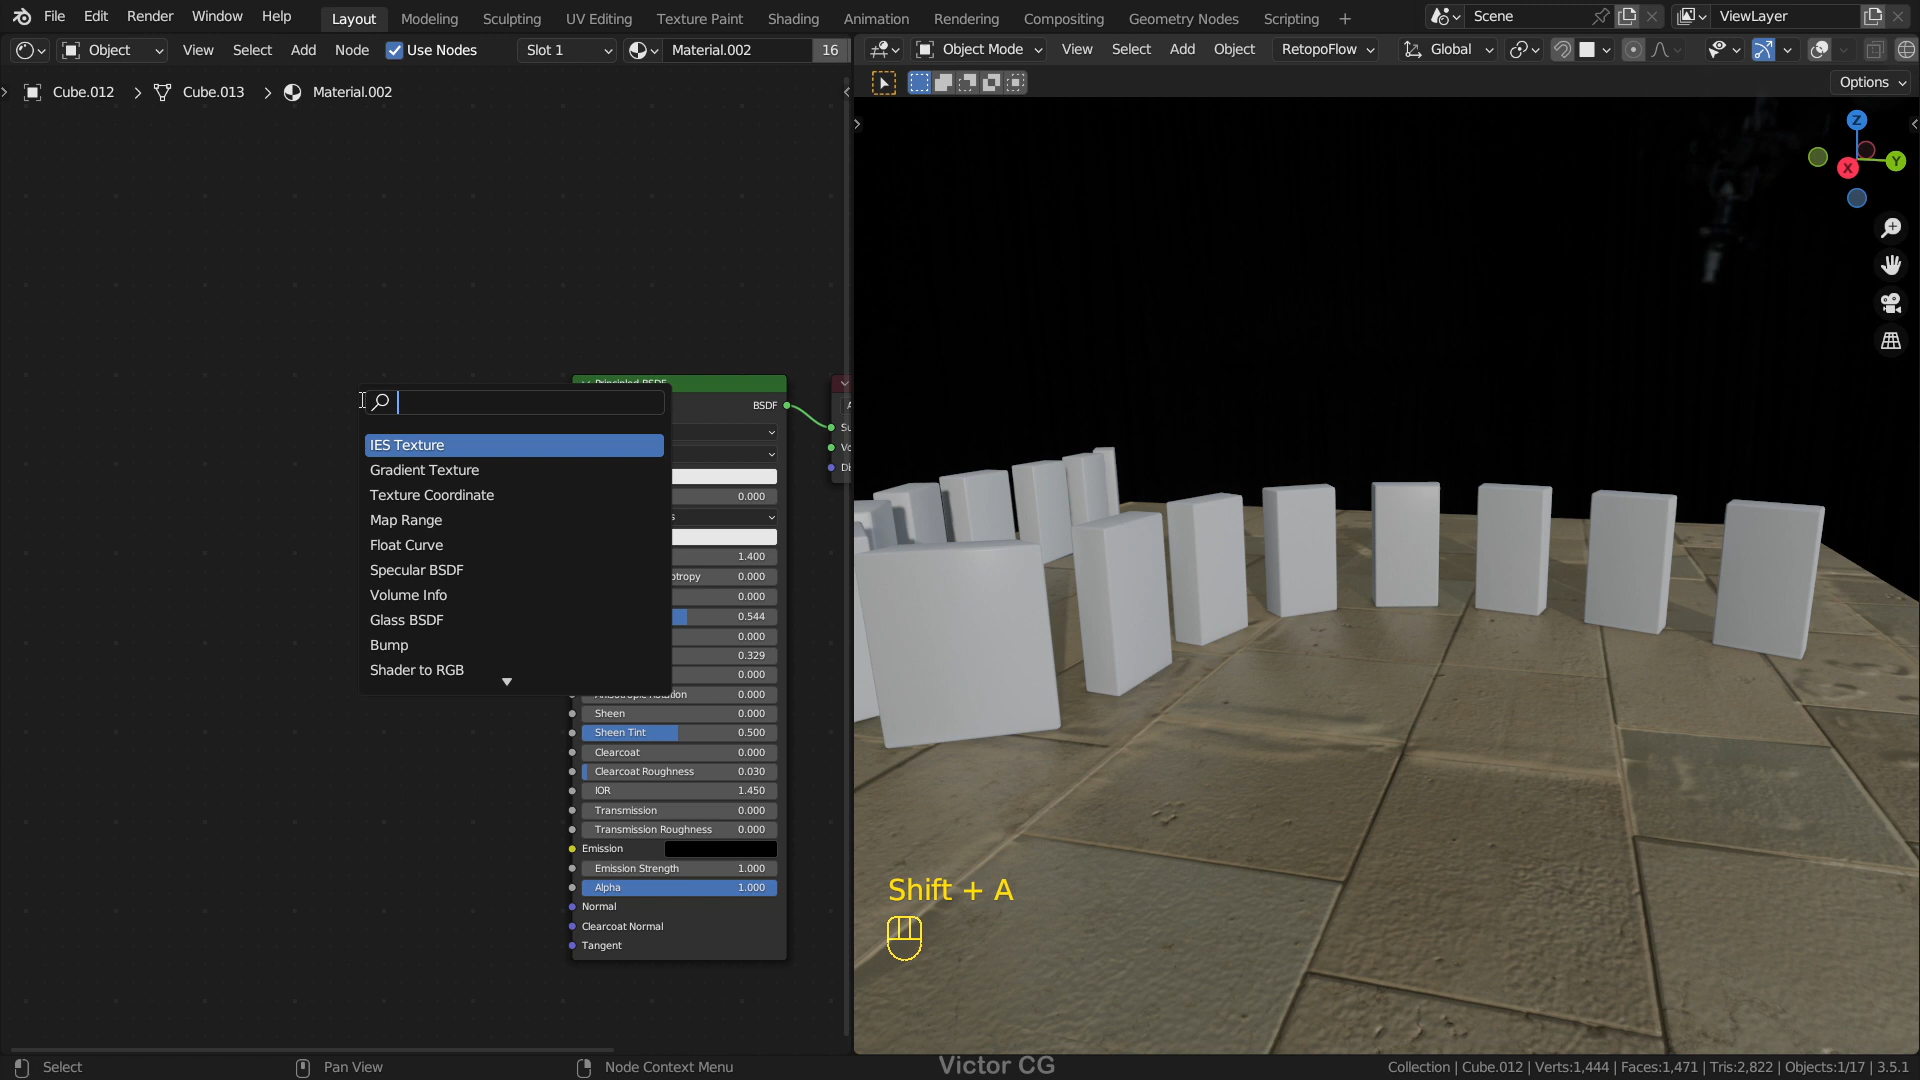 File Edit Render Window Help Layout Modeling Sculpting UV Editing Texture Paint Shading Animation Rendering Compositing Geometry Nodes Scripting + Scene ViewLayer
Object View Select Add Node Use Nodes Slot 1 Material.002 16 Object Mode View Select Add Object RetopoFlow Global
Options
Cube.012 > Cube.013 > Material.002
Z
Y
X
BSDF
IES Texture
Gradient Texture
Texture Coordinate
0.000
Map Range
Float Curve
1.400
Specular BSDF
otropy 0.000
Volume Info
0.000
Glass BSDF
0.544
Bump
0.000
0.329
Shader to RGB
0.000
0.000
Sheen 0.000
Sheen Tint 0.500
Clearcoat 0.000
Clearcoat Roughness 0.030
IOR 1.450
Transmission 0.000
Transmission Roughness 0.000
Emission
Emission Strength 1.000
Alpha 1.000
Normal
Clearcoat Normal
Tangent
Shift + A
Select Pan View Node Context Menu Victor CG Collection | Cube.012 | Verts:1,444 | Faces:1,471 | Tris:2,822 | Objects:1/17 | 3.5.1